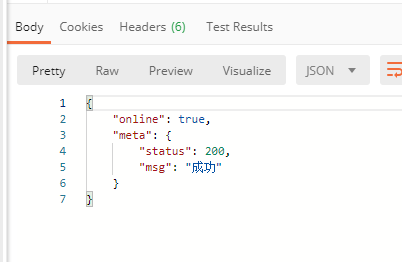 Body Cookies Headers (6) Test Results
Pretty Raw Preview Visualize JSON
1 {
2 "online": true,
3 "meta": {
4 "status": 200,
5 "msg": "成功"
6 }
7 }